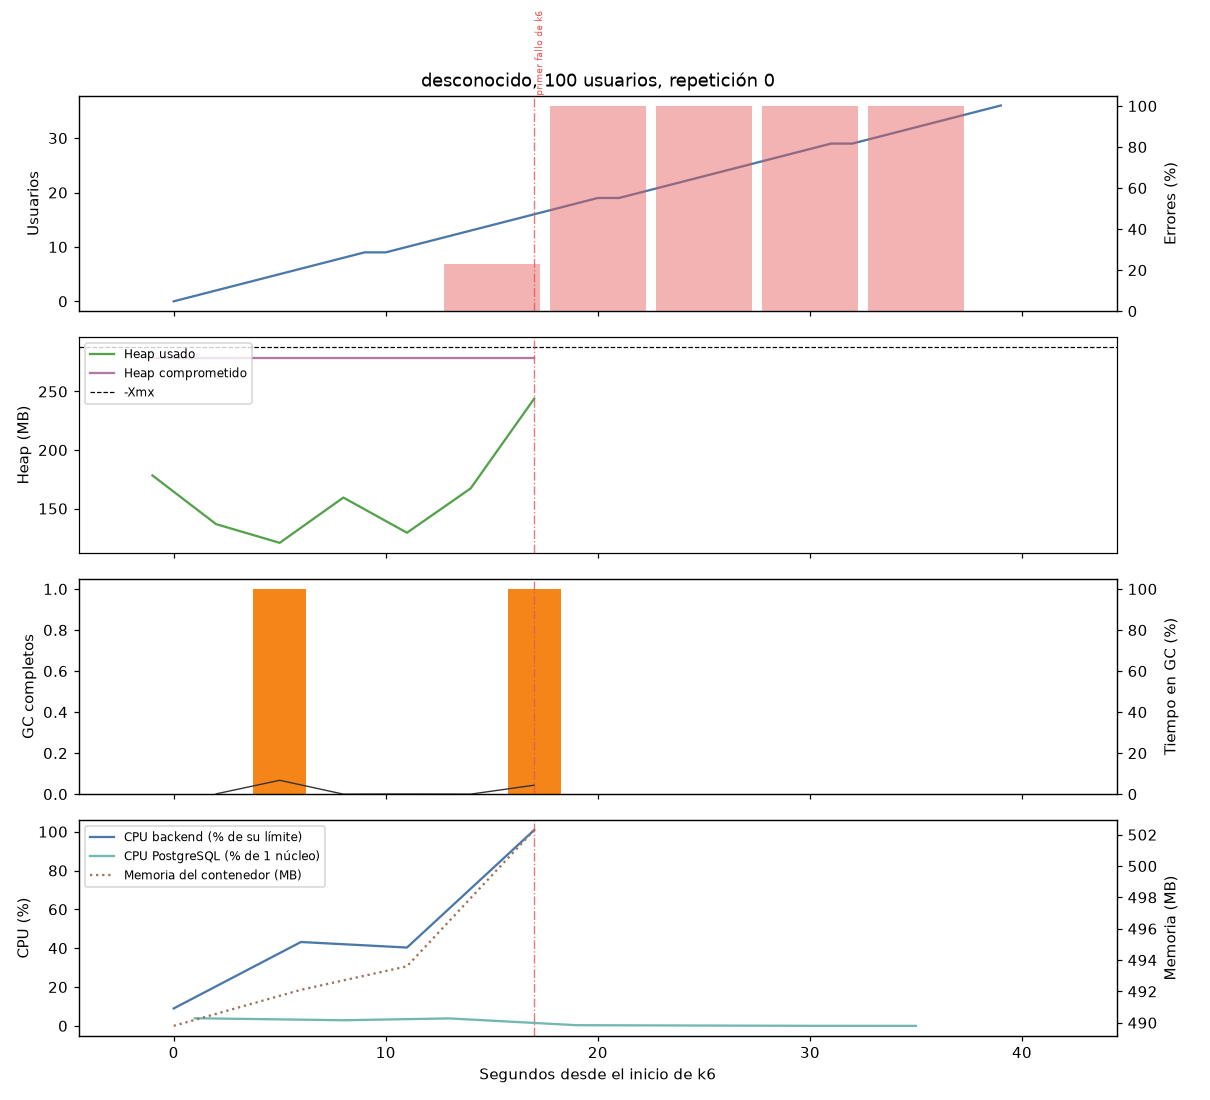 primer fallo de k6
desconocido, 100 usuarios, repetición 0
Usuarios
30
20
10
0
Errores (%)
100
80
60
40
20
0
Heap (MB)
250
200
150
Heap usado
Heap comprometido
-Xmx
GC completos
1.0
0.8
0.6
0.4
0.2
0.0
Tiempo en GC (%)
100
80
60
40
20
0
CPU (%)
100
80
60
40
20
0
CPU backend (% de su límite)
CPU PostgreSQL (% de 1 núcleo)
Memoria del contenedor (MB)
Memoria (MB)
502
500
498
496
494
492
490
0 10 20 30 40
Segundos desde el inicio de k6